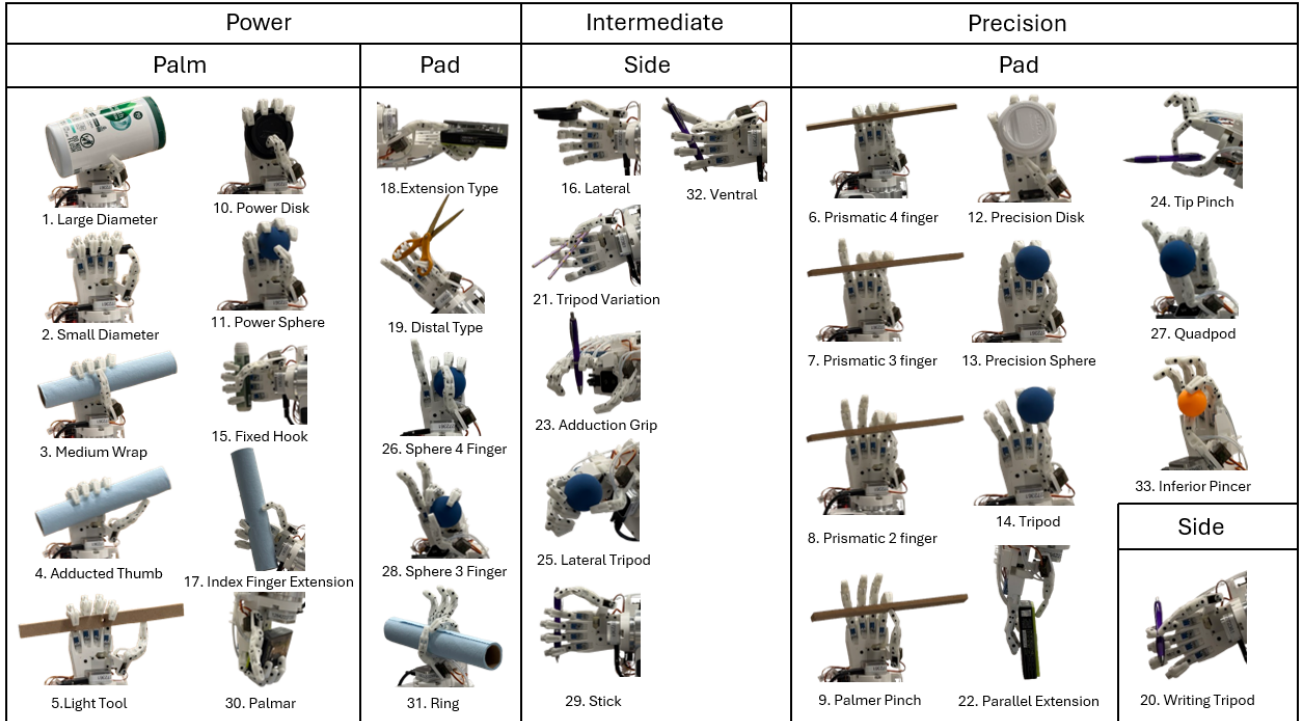 Power
Intermediate
Precision
Palm
Pad
Side
Pad
1. Large Diameter
10. Power Disk
2. Small Diameter
11. Power Sphere
3. Medium Wrap
15. Fixed Hook
4. Adducted Thumb
17. Index Finger Extension
5.Light Tool
30. Palmar
18.Extension Type
19. Distal Type
26. Sphere 4 Finger
28. Sphere 3 Finger
31. Ring
16. Lateral
32. Ventral
21. Tripod Variation
23. Adduction Grip
25. Lateral Tripod
29. Stick
6. Prismatic 4 finger
12. Precision Disk
24. Tip Pinch
7. Prismatic 3 finger
13. Precision Sphere
27. Quadpod
8. Prismatic 2 finger
14. Tripod
33. Inferior Pincer
9. Palmer Pinch
22. Parallel Extension
Side
20. Writing Tripod